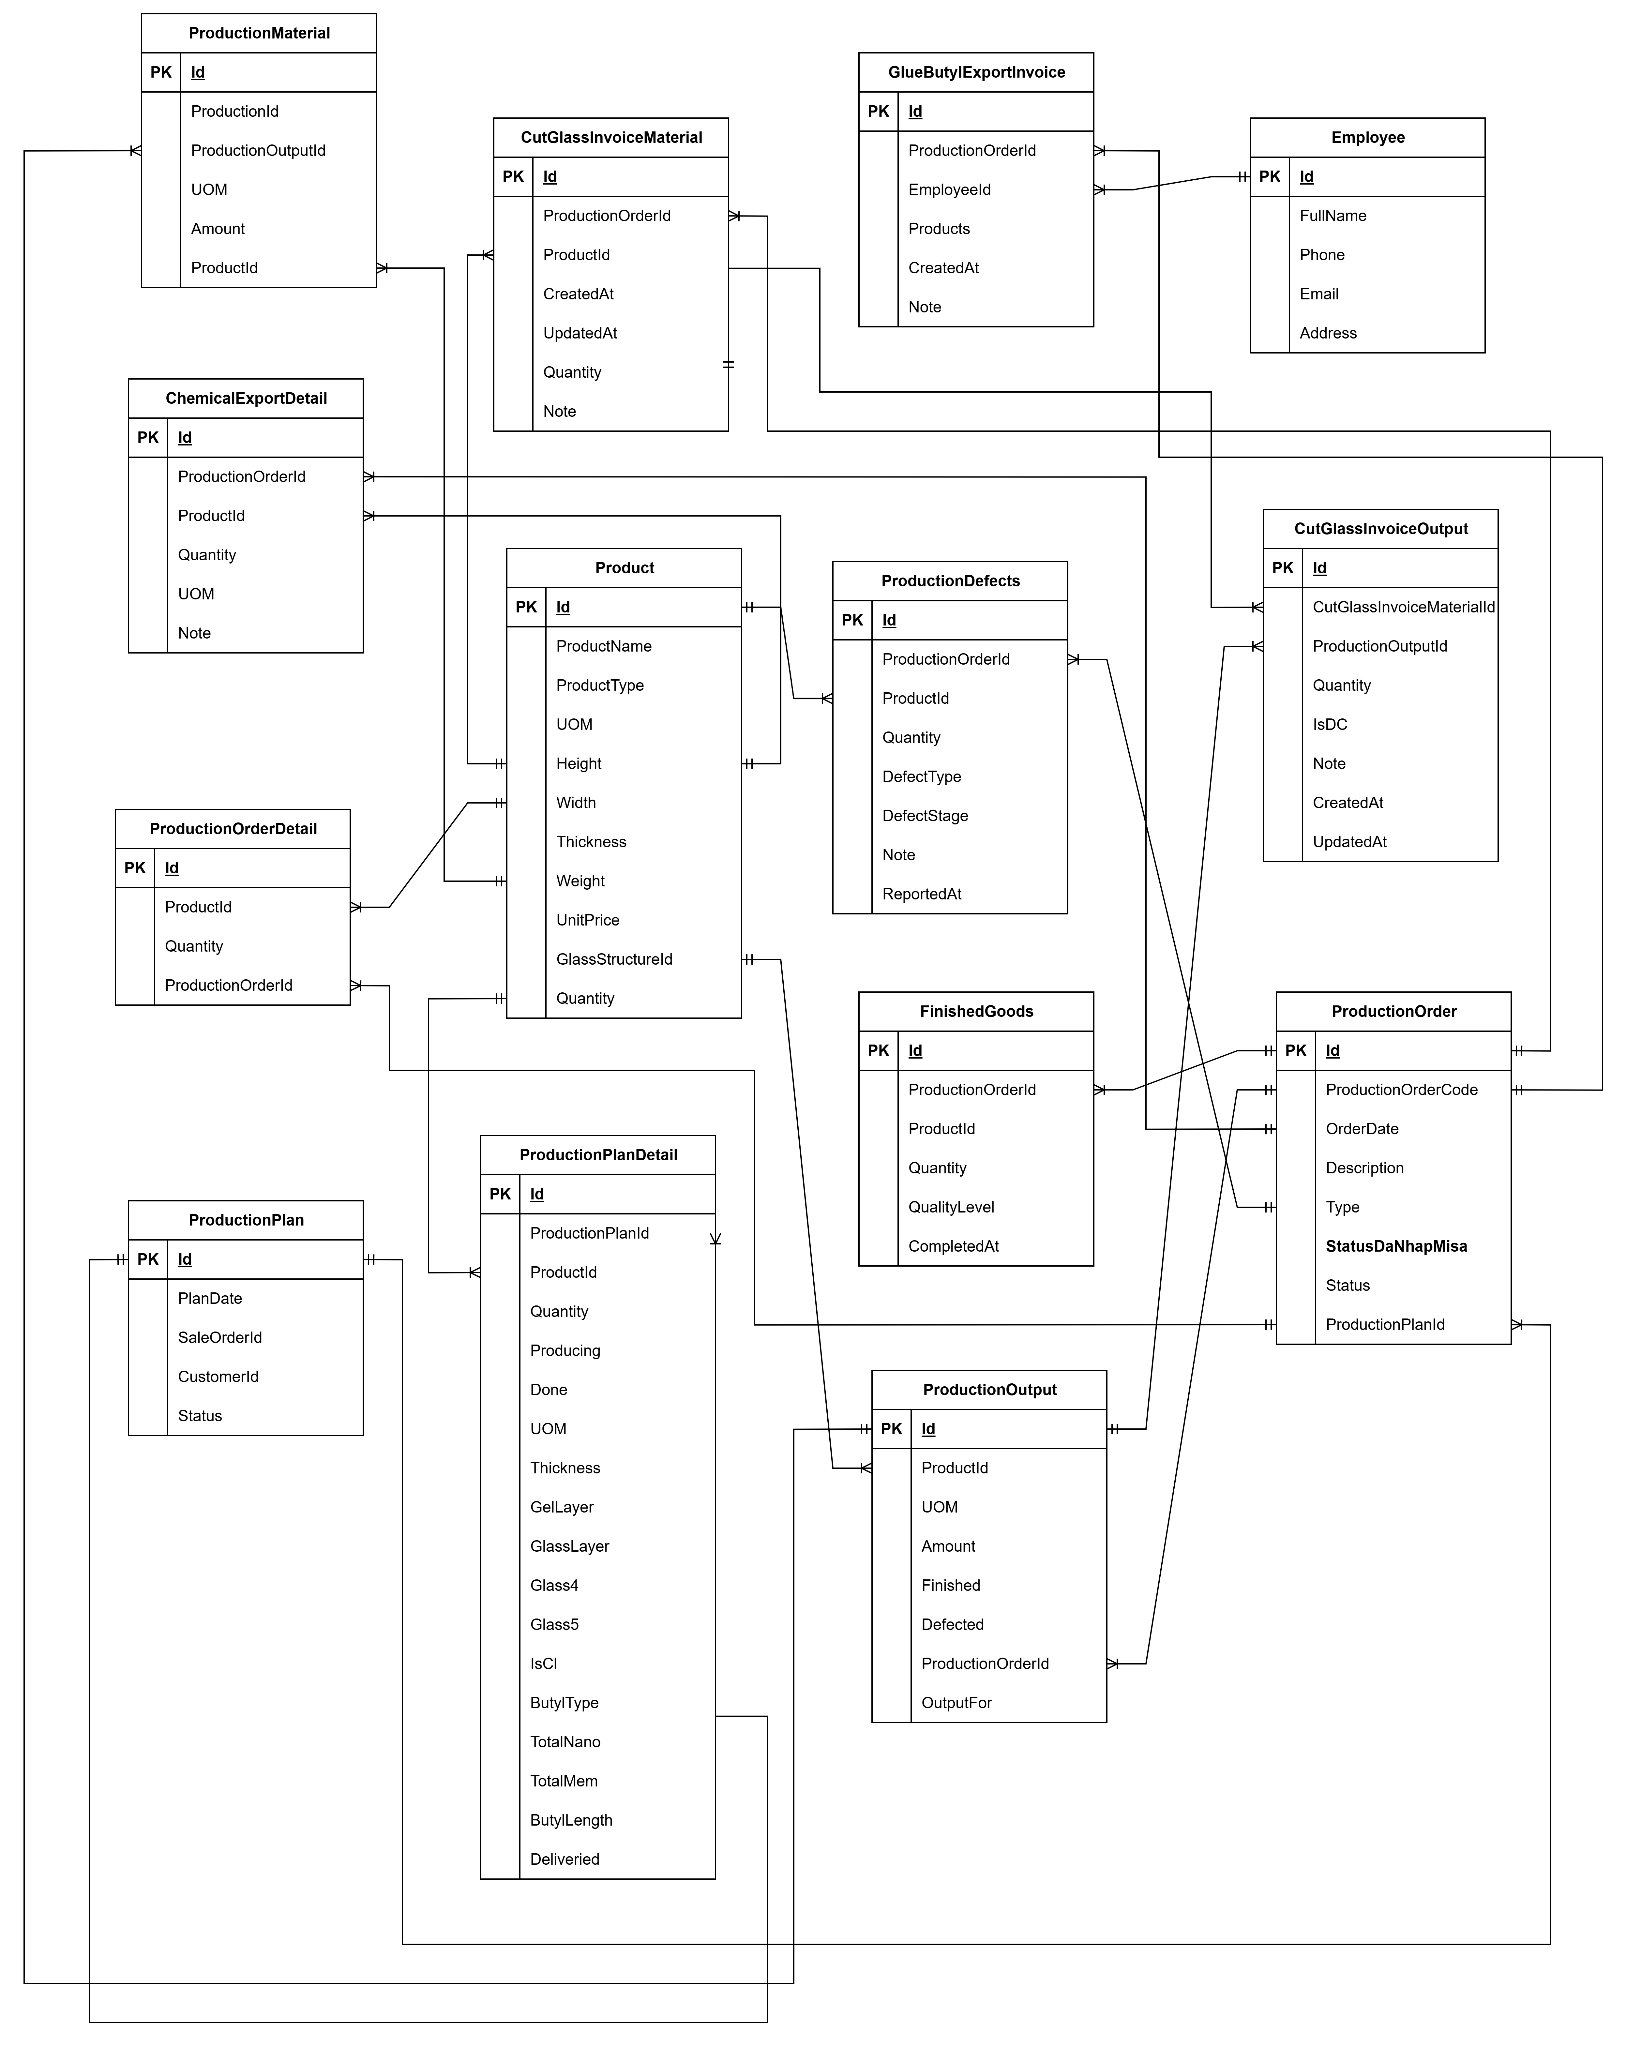 ProductionMaterial
PK Id
ProductionId
ProductionOutputId
UOM
Amount
ProductId
CutGlassInvoiceMaterial
PK Id
ProductionOrderId
ProductId
CreatedAt
UpdatedAt
Quantity
Note
GlueButylExportInvoice
PK Id
ProductionOrderId
EmployeeId
Products
CreatedAt
Note
Employee
PK Id
FullName
Phone
Email
Address
ChemicalExportDetail
PK Id
ProductionOrderId
ProductId
Quantity
UOM
Note
Product
PK Id
ProductName
ProductType
UOM
Height
Width
Thickness
Weight
UnitPrice
GlassStructureId
Quantity
ProductionDefects
PK Id
ProductionOrderId
ProductId
Quantity
DefectType
DefectStage
Note
ReportedAt
CutGlassInvoiceOutput
PK Id
CutGlassInvoiceMaterialId
ProductionOutputId
Quantity
IsDC
Note
CreatedAt
UpdatedAt
ProductionOrderDetail
PK Id
ProductId
Quantity
ProductionOrderId
FinishedGoods
PK Id
ProductionOrderId
ProductId
Quantity
QualityLevel
CompletedAt
ProductionOrder
PK Id
ProductionOrderCode
OrderDate
Description
Type
StatusDaNhapMisa
Status
ProductionPlanId
ProductionPlan
PK Id
PlanDate
SaleOrderId
CustomerId
Status
ProductionPlanDetail
PK Id
ProductionPlanId
ProductId
Quantity
Producing
Done
UOM
Thickness
GelLayer
GlassLayer
Glass4
Glass5
IsCl
ButylType
TotalNano
TotalMem
ButylLength
Deliveried
ProductionOutput
PK Id
ProductId
UOM
Amount
Finished
Defected
ProductionOrderId
OutputFor